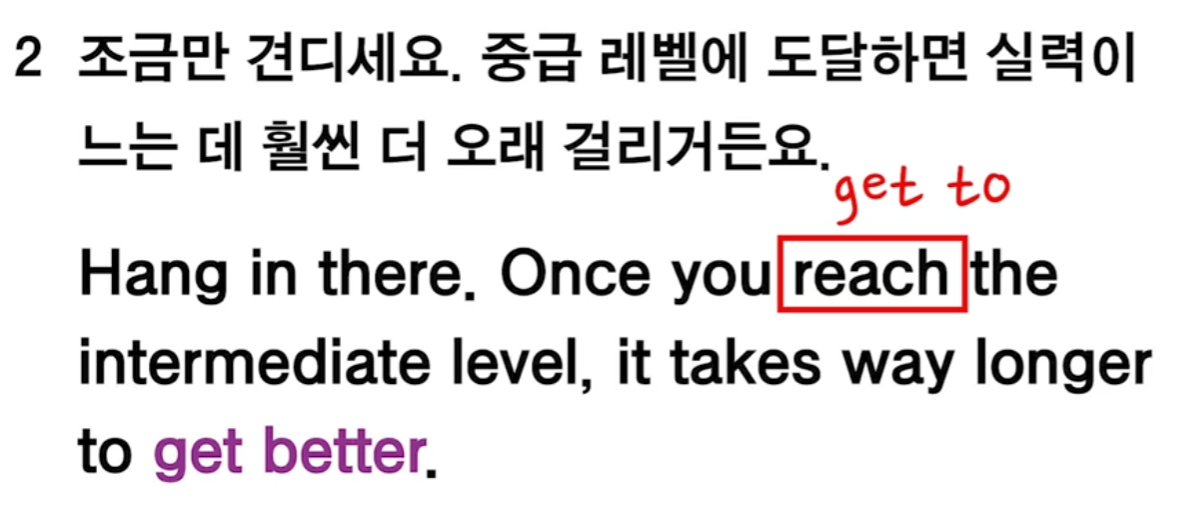 2 조금만 견디세요. 중급 레벨에 도달하면 실력이
느는 데 훨씬 더 오래 걸리거든요.
get to
Hang in there. Once you reach the
intermediate level, it takes way longer
to get better.